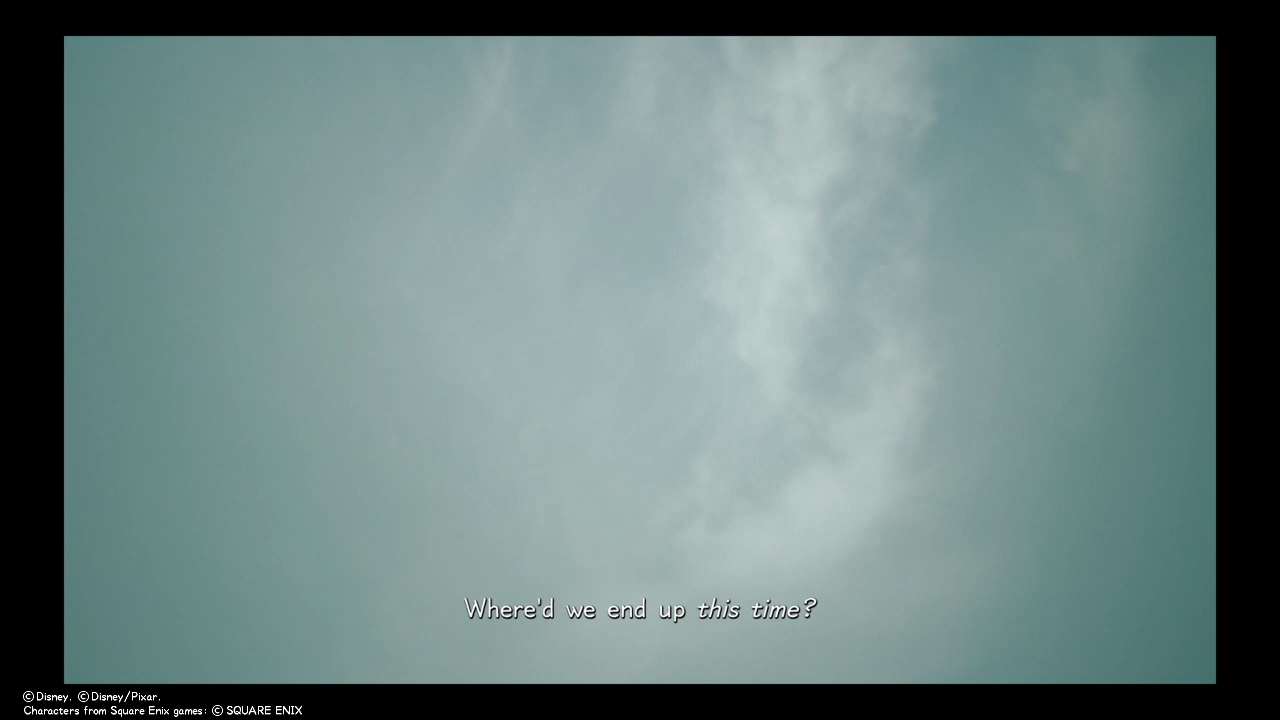 Where'd we end up this time?
©Disney. ©Disney/Pixar.
Characters from Square Enix games: © SQUARE ENIX